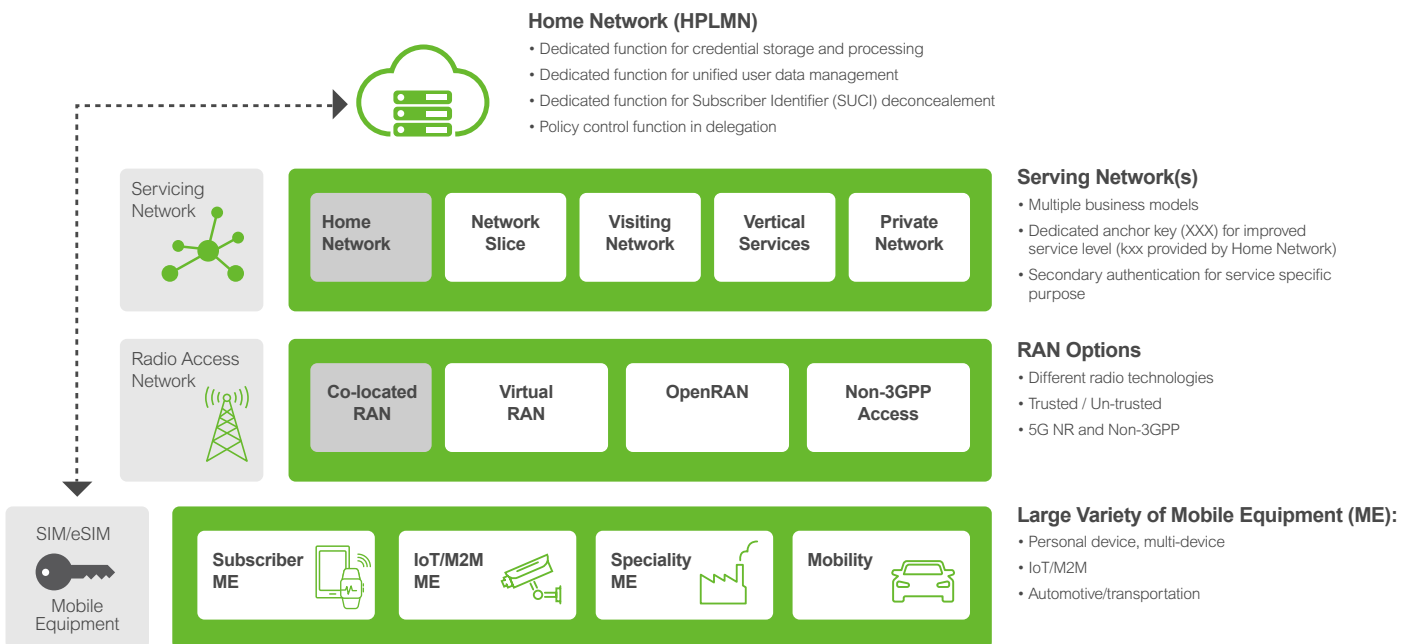 Home Network (HPLMN)
• Dedicated function for credential storage and processing
• Dedicated function for unified user data management
• Dedicated function for Subscriber Identifier (SUCI) deconcealement
• Policy control function in delegation
Servicing
Network
Home
Network
Network
Slice
Visiting
Network
Vertical
Services
Private
Network
Serving Network(s)
• Multiple business models
• Dedicated anchor key (XXX) for improved
service level (kxx provided by Home Network)
• Secondary authentication for service specific
purpose
Radio Access
Network
Co-located
RAN
Virtual
RAN
OpenRAN
Non-3GPP
Access
RAN Options
• Different radio technologies
• Trusted / Un-trusted
• 5G NR and Non-3GPP
SIM/eSIM
Mobile
Equipment
Subscriber
ME
IoT/M2M
ME
Speciality
ME
Mobility
Large Variety of Mobile Equipment (ME):
• Personal device, multi-device
• IoT/M2M
• Automotive/transportation